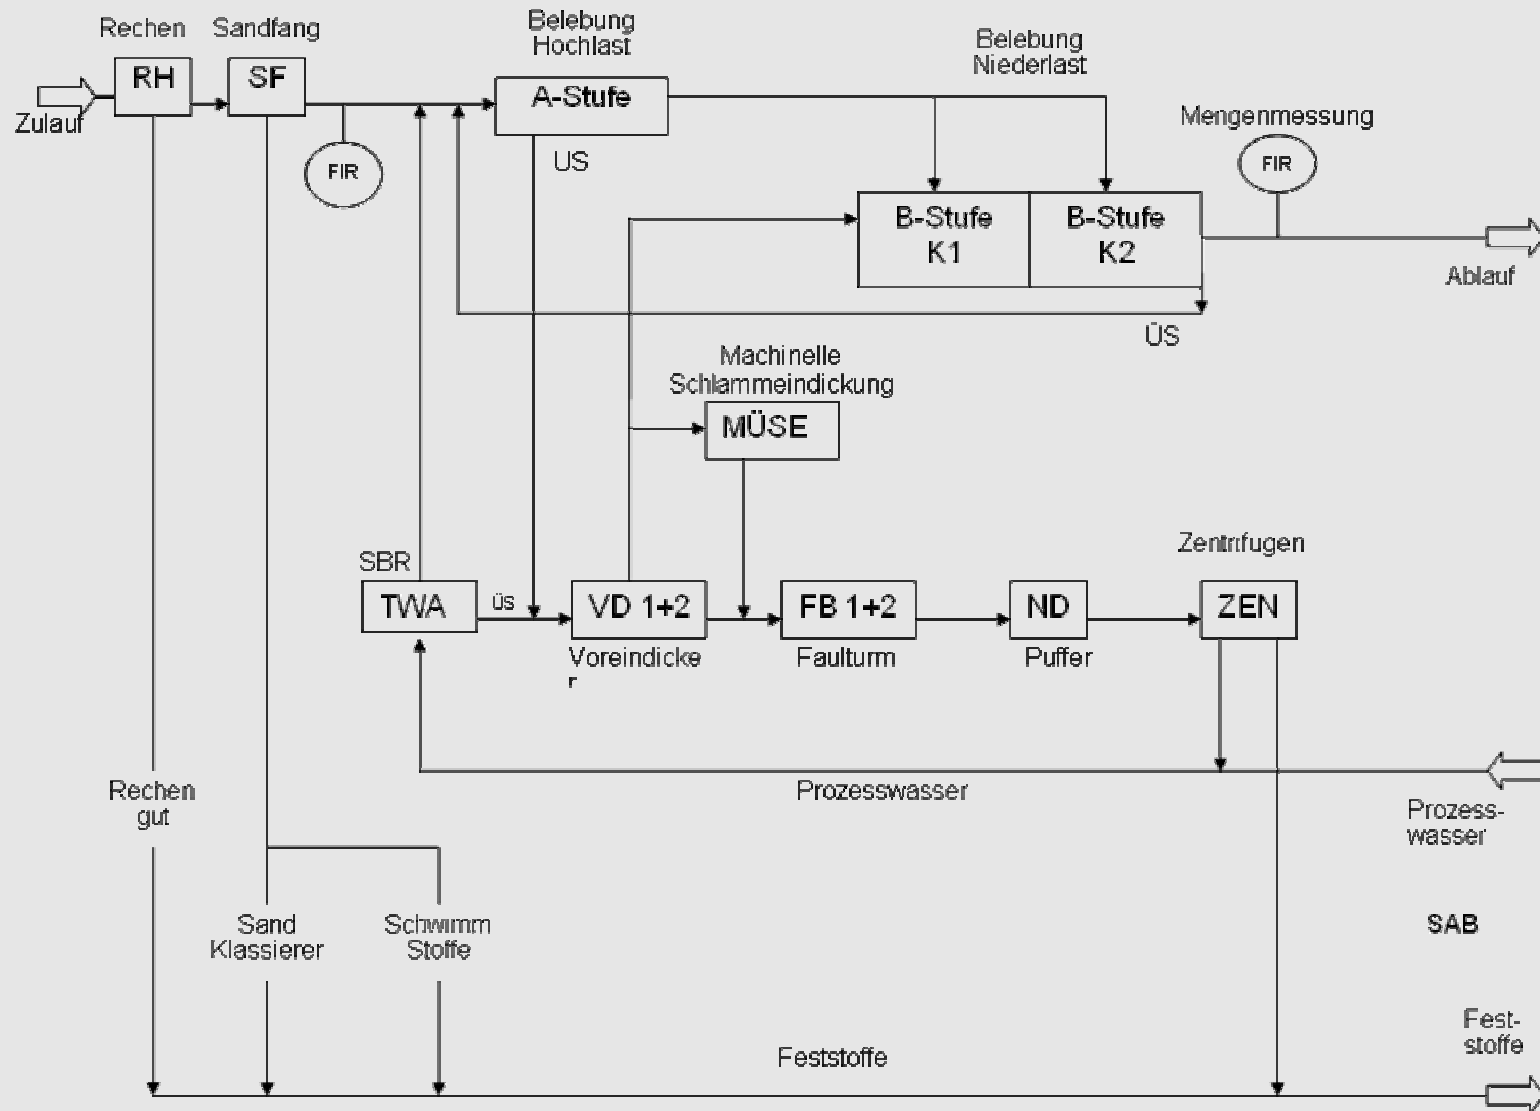 Rechen
Sandfang
Belebung
Hochlast
Belebung
Niederlast
RH
SF
A-Stufe
Zulauf
FIR
US
Mengenmessung
FIR
B-Stufe
K1
B-Stufe
K2
Ablauf
ÜS
Machinelle
Schlammeindickung
MÜSE
SBR
Zentrifugen
TWA
üs
VD 1+2
FB 1+2
ND
ZEN
Voreindicke
r
Faulturm
Puffer
Rechen
gut
Prozesswasser
Prozess-
wasser
Sand
Klassierer
Schwimm
Stoffe
SAB
Feststoffe
Fest-
stoffe